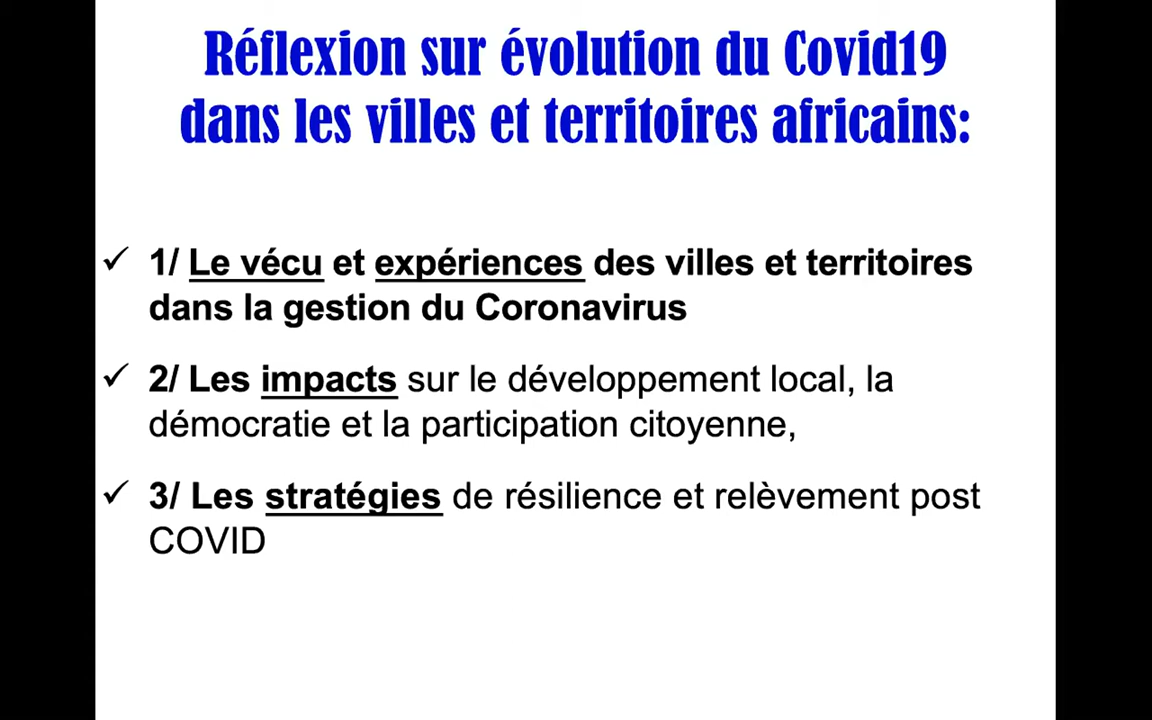 Réflexion sur évolution du Covid19
dans les villes et territoires africains:
✓ 1/ Le vécu et expériences des villes et territoires
dans la gestion du Coronavirus
✓ 2/ Les impacts sur le développement local, la
démocratie et la participation citoyenne,
✓ 3/ Les stratégies de résilience et relèvement post
COVID